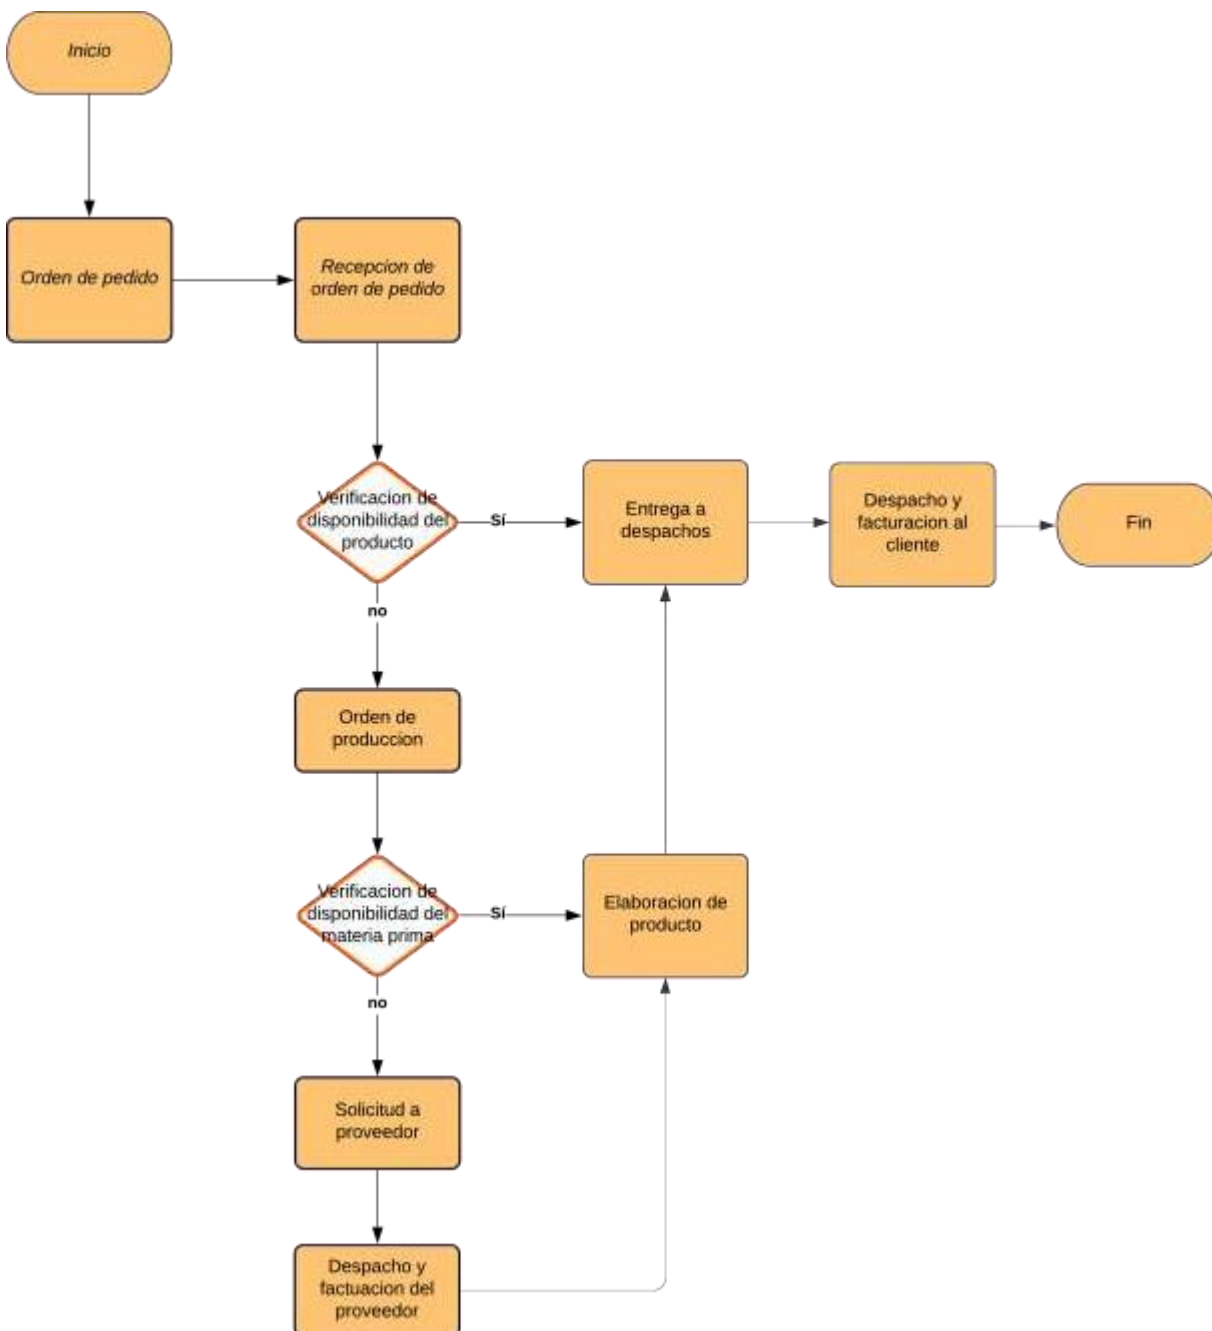 Inicio
Orden de pedido
Recepcion de
orden de pedido
Verificacion de
disponibilidad del
producto
Sí
Entrega a
despachos
Despacho y
facturacion al
cliente
Fin
no
Orden de
produccion
Verificacion de
disponibilidad del
materia prima
Sí
Elaboracion de
producto
no
Solicitud a
proveedor
Despacho y
factuacion del
proveedor